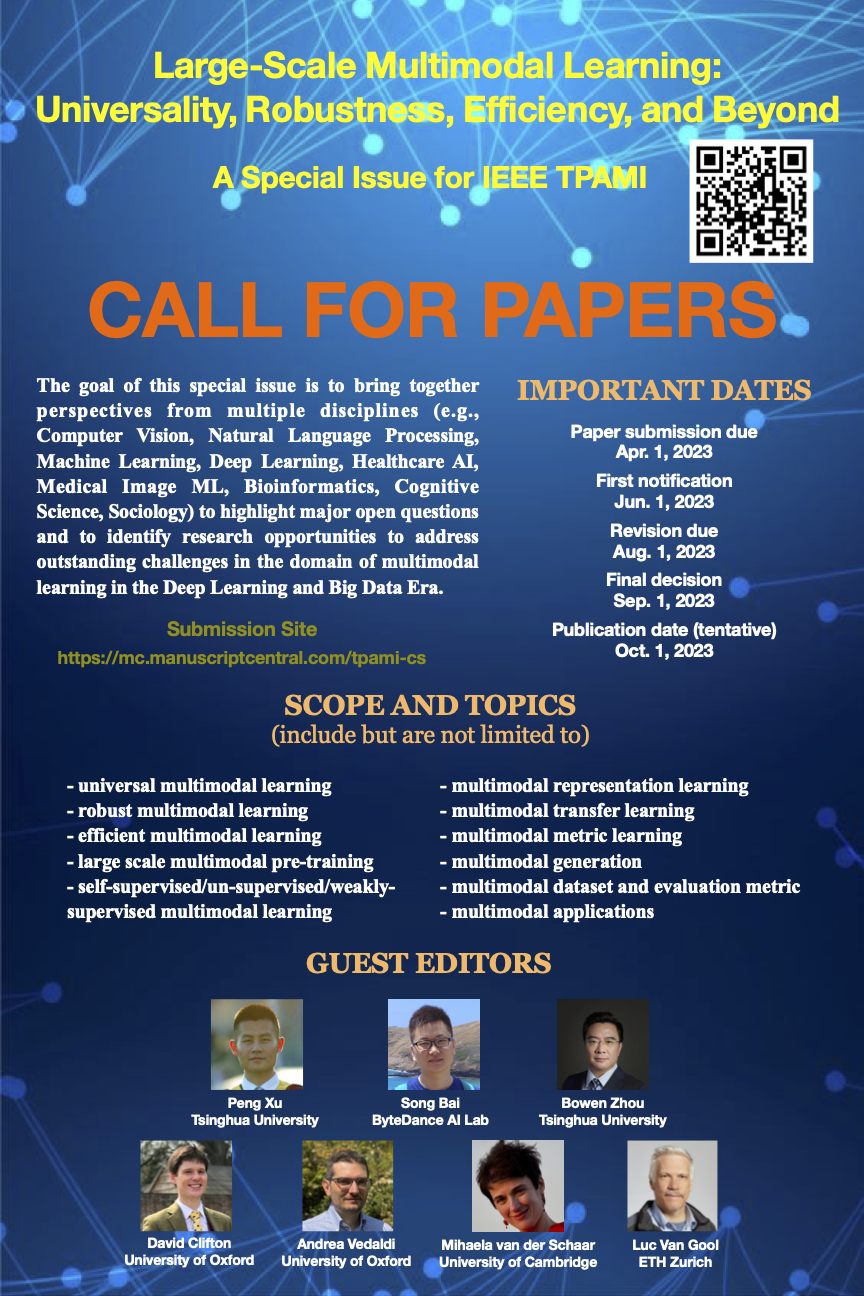 Large-Scale Multimodal Learning:
Universality, Robustness, Efficiency, and Beyond
A Special Issue for IEEE TPAMI
CALL FOR PAPERS
The goal of this special issue is to bring together
perspectives from multiple disciplines (e.g.,
Computer Vision, Natural Language Processing,
Machine Learning, Deep Learning, Healthcare AI,
Medical Image ML, Bioinformatics, Cognitive
Science, Sociology) to highlight major open questions
and to identify research opportunities to address
outstanding challenges in the domain of multimodal
learning in the Deep Learning and Big Data Era.
Submission Site
https://mc.manuscriptcentral.com/tpami-cs
IMPORTANT DATES
Paper submission due
Apr. 1, 2023
First notification
Jun. 1, 2023
Revision due
Aug. 1, 2023
Final decision
Sep. 1, 2023
Publication date (tentative)
Oct. 1, 2023
SCOPE AND TOPICS
(include but are not limited to)
- universal multimodal learning
- robust multimodal learning
- efficient multimodal learning
- large scale multimodal pre-training
- self-supervised/un-supervised/weakly-
supervised multimodal learning
- multimodal representation learning
- multimodal transfer learning
- multimodal metric learning
- multimodal generation
- multimodal dataset and evaluation metric
- multimodal applications
GUEST EDITORS
Peng Xu
Tsinghua University
Song Bai
ByteDance AI Lab
Bowen Zhou
Tsinghua University
David Clifton
University of Oxford
Andrea Vedaldi
University of Oxford
Mihaela van der Schaar
University of Cambridge
Luc Van Gool
ETH Zurich